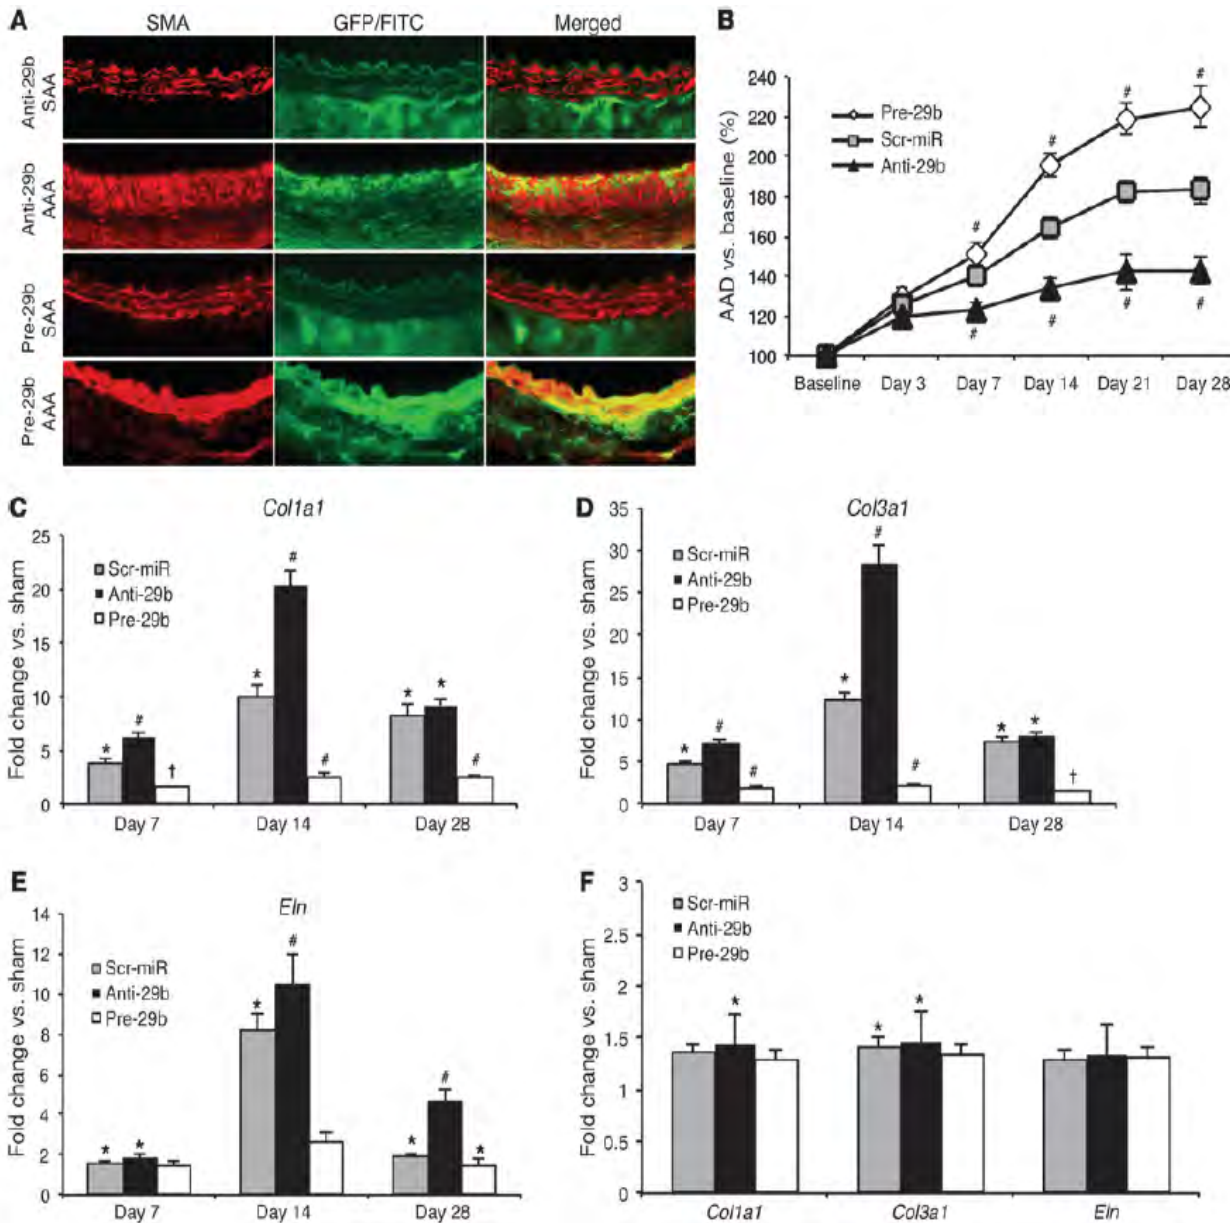 A
SMA
GFP/FITC
Merged
Anti-29b
SAA
Anti-29b
AAA
Pre-29b
SAA
Pre-29b
AAA
B
AAD vs. baseline (%)
240
220
200
180
160
140
120
100
Pre-29b
Scr-miR
Anti-29b
#
#
#
#
#
#
#
#
Baseline
Day 3
Day 7
Day 14
Day 21
Day 28
C
Col1a1
Fold change vs. sham
25
20
15
10
5
0
Scr-miR
Anti-29b
Pre-29b
*
#
†
*
#
#
*
*
#
Day 7
Day 14
Day 28
D
Col3a1
Fold change vs. sham
35
30
25
20
15
10
5
0
Scr-miR
Anti-29b
Pre-29b
*
#
#
*
#
#
*
*
†
Day 7
Day 14
Day 28
E
Eln
Fold change vs. sham
14
12
10
8
6
4
2
0
Scr-miR
Anti-29b
Pre-29b
*
*
*
#
*
#
*
Day 7
Day 14
Day 28
F
Fold change vs. sham
3
2.5
2
1.5
1
0.5
0
Scr-miR
Anti-29b
Pre-29b
*
*
*
Col1a1
Col3a1
Eln